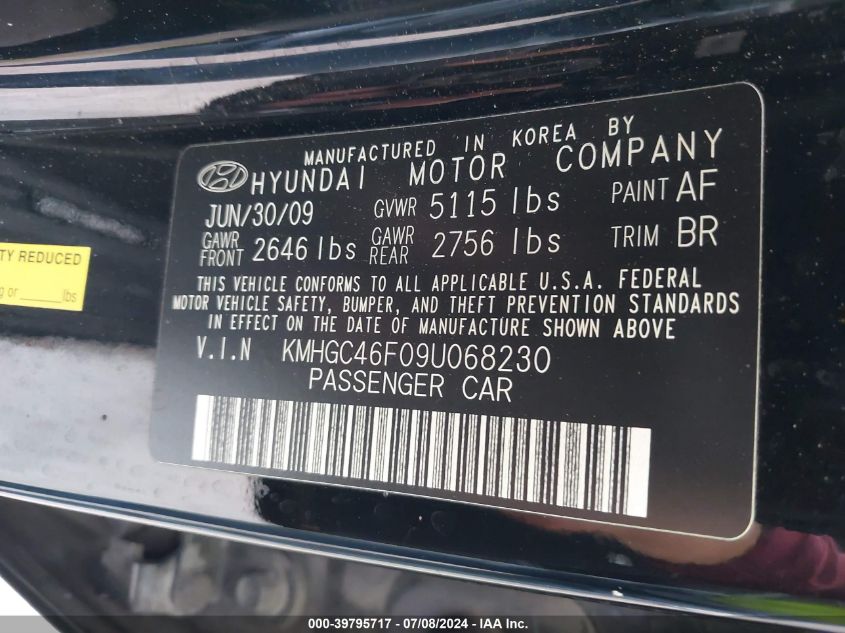 MANUFACTURED IN KOREA BY
HYUNDAI MOTOR COMPANY
JUN/30/09 GVWR 5115 lbs PAINT AF
GAWR FRONT 2646 lbs GAWR REAR 2756 lbs TRIM BR
THIS VEHICLE CONFORMS TO ALL APPLICABLE U.S.A. FEDERAL
MOTOR VEHICLE SAFETY, BUMPER, AND THEFT PREVENTION STANDARDS
IN EFFECT ON THE DATE OF MANUFACTURE SHOWN ABOVE
V.I.N KMHGC46F09U068230
PASSENGER CAR
REDUCED
or ______ lbs
000-39795717 - 07/08/2024 - IAA Inc.